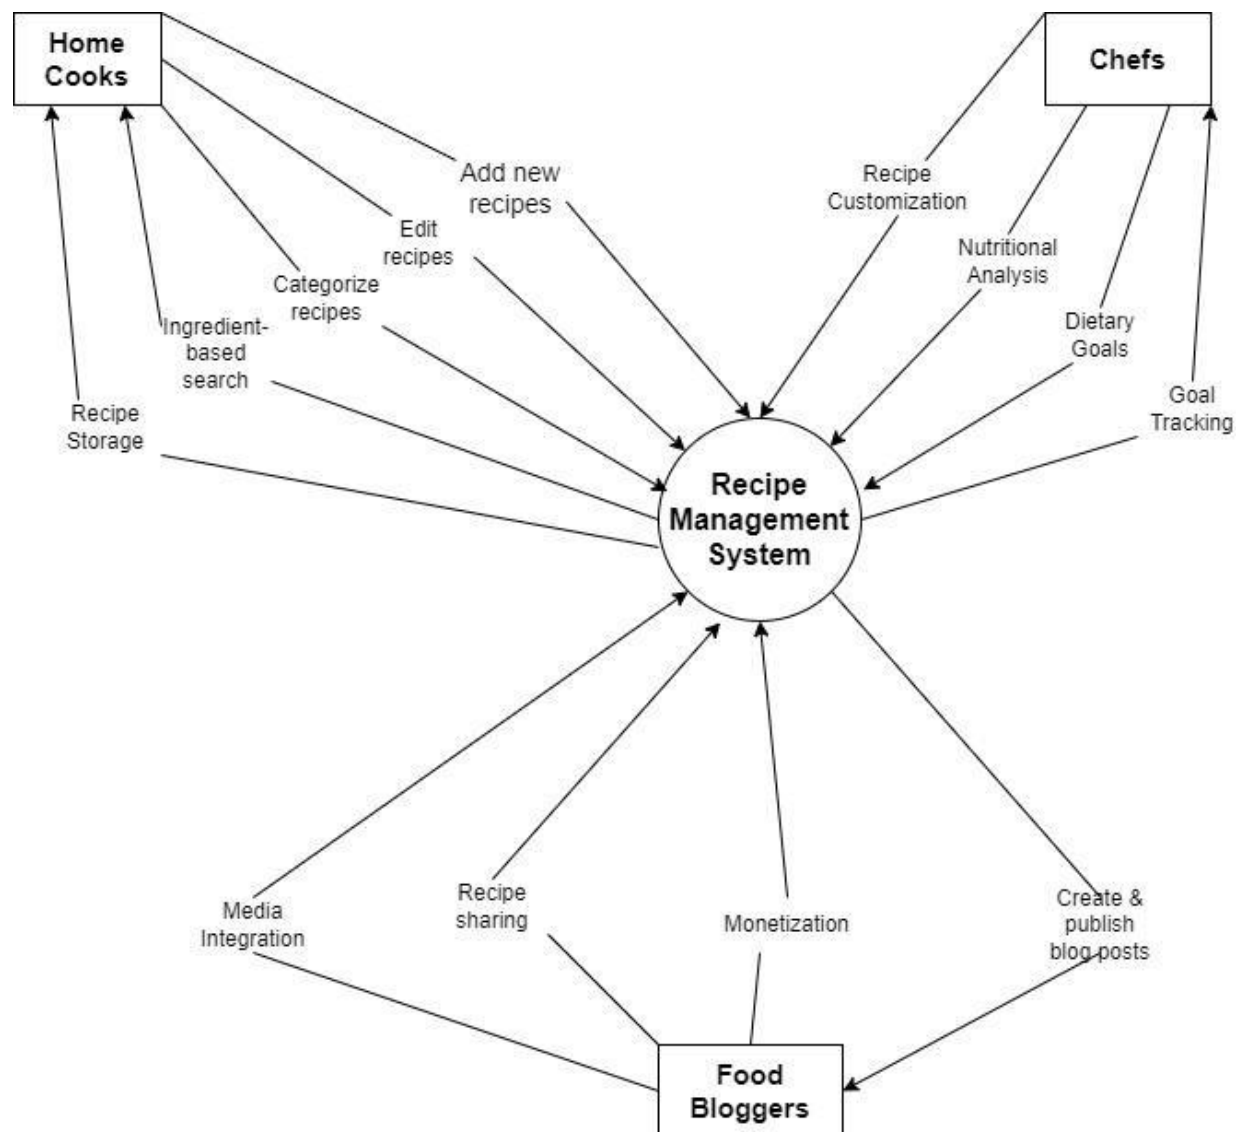 Home
Cooks
Chefs
Add new
recipes
Recipe
Customization
Edit
recipes
Nutritional
Analysis
Categorize
recipes
Dietary
Goals
Ingredient-
based
search
Goal
Tracking
Recipe
Storage
Recipe
Management
System
Media
Integration
Recipe
sharing
Monetization
Create &
publish
blog posts
Food
Bloggers